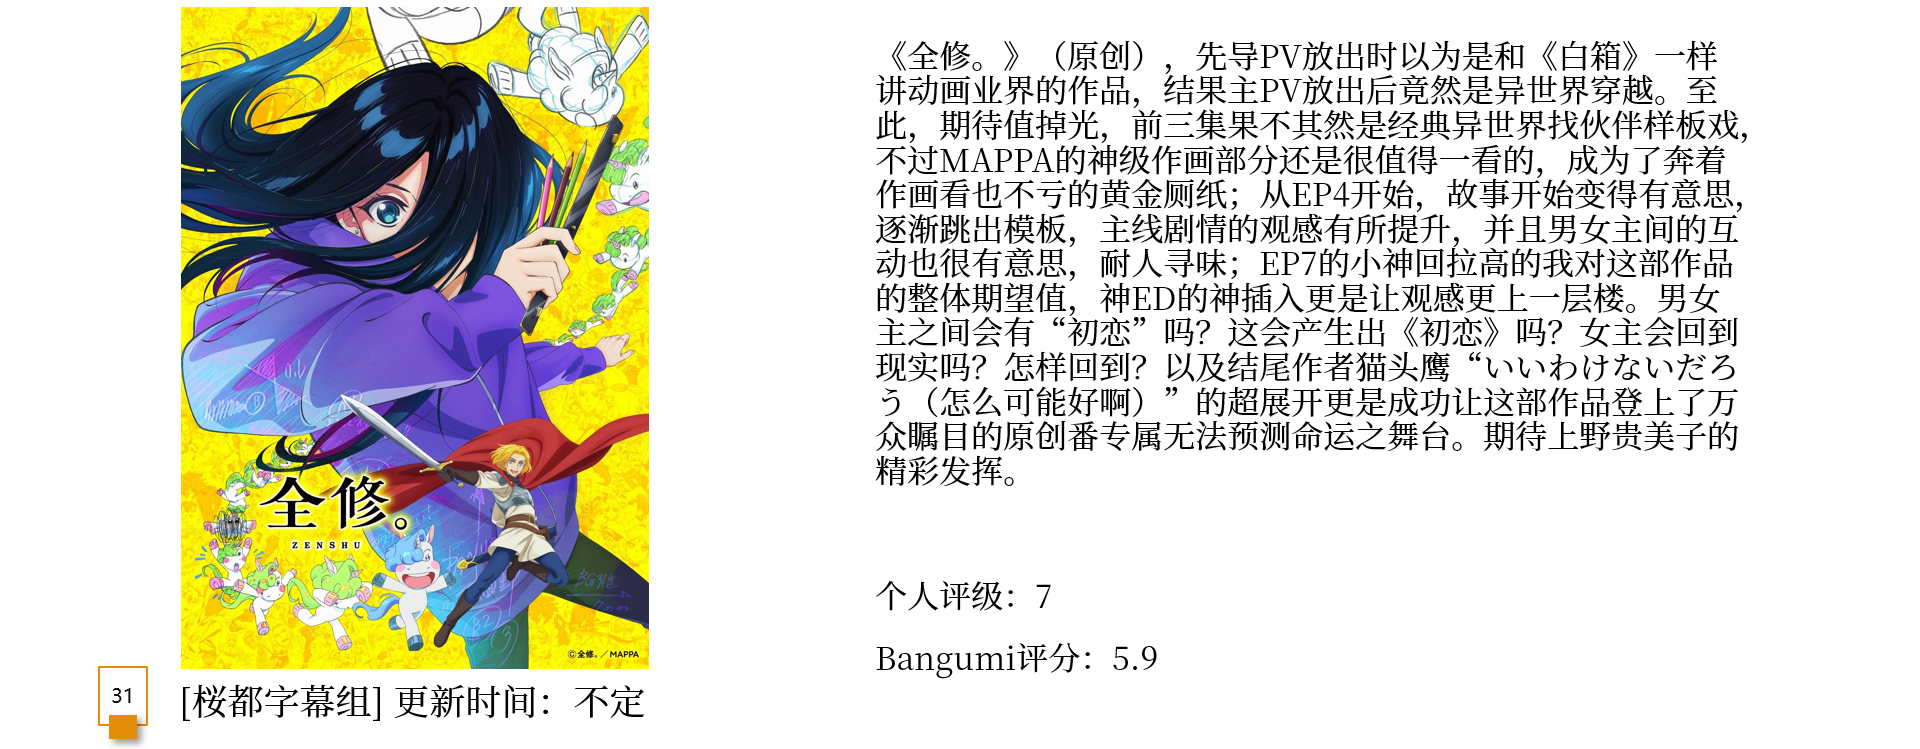 《全修。》（原创），先导PV放出时以为是和《白箱》一样
讲动画业界的作品，结果主PV放出后竟然是异世界穿越。至
此，期待值掉光，前三集果不其然是经典异世界找伙伴样板戏，
不过MAPPA的神级作画部分还是很值得一看的，成为了奔着
作画看也不亏的黄金厕纸；从EP4开始，故事开始变得有意思，
逐渐跳出模板，主线剧情的观感有所提升，并且男女主间的互
动也很有意思，耐人寻味；EP7的小神回拉高的我对这部作品
的整体期望值，神ED的神插入更是让观感更上一层楼。男女
主之间会有“初恋”吗？这会产生出《初恋》吗？女主会回到
现实吗？怎样回到？以及结尾作者猫头鹰“いいわけないだろ
う（怎么可能好啊）”的超展开更是成功让这部作品登上了万
众瞩目的原创番专属无法预测命运之舞台。期待上野贵美子的
精彩发挥。
个人评级：7
Bangumi评分：5.9
全修。
ZENSHU
©全修。／MAPPA
[桜都字幕组] 更新时间：不定
31